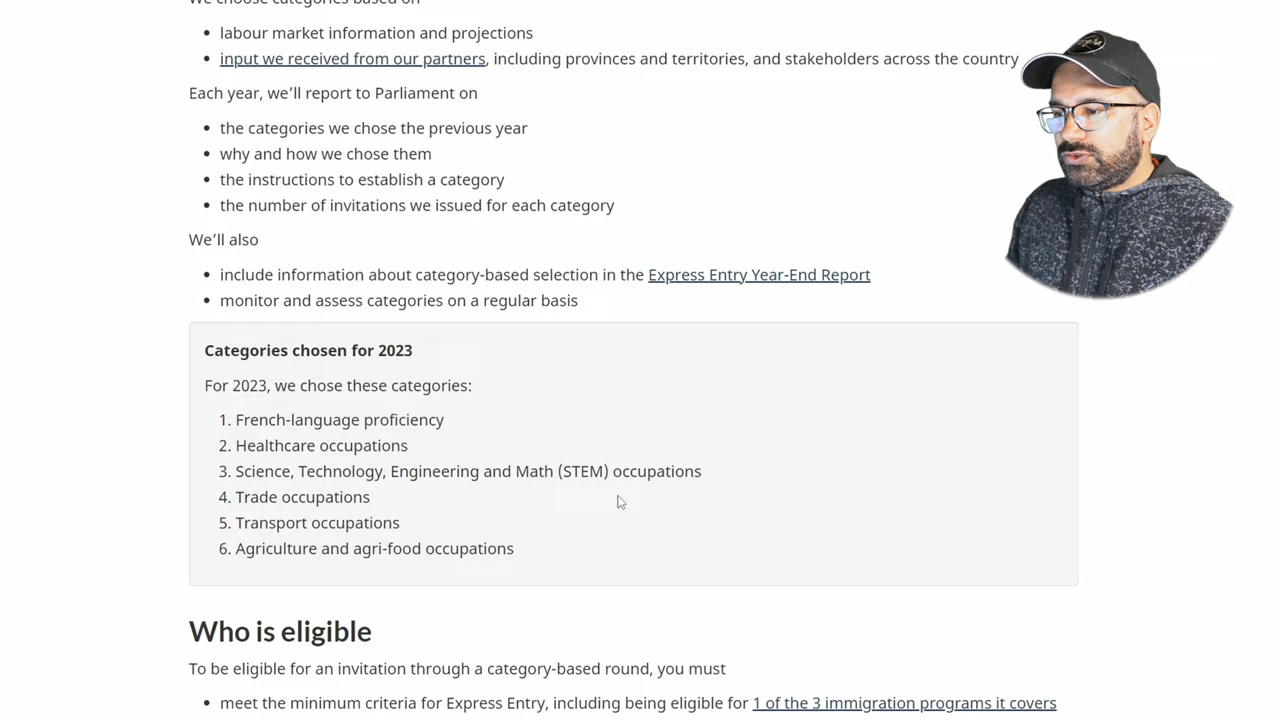 We choose categories based on
labour market information and projections
input we received from our partners, including provinces and territories, and stakeholders across the country
Each year, we'll report to Parliament on
the categories we chose the previous year
why and how we chose them
the instructions to establish a category
the number of invitations we issued for each category
We'll also
include information about category-based selection in the Express Entry Year-End Report
monitor and assess categories on a regular basis
Categories chosen for 2023
For 2023, we chose these categories:
1. French-language proficiency
2. Healthcare occupations
3. Science, Technology, Engineering and Math (STEM) occupations
4. Trade occupations
5. Transport occupations
6. Agriculture and agri-food occupations
Who is eligible
To be eligible for an invitation through a category-based round, you must
meet the minimum criteria for Express Entry, including being eligible for 1 of the 3 immigration programs it covers